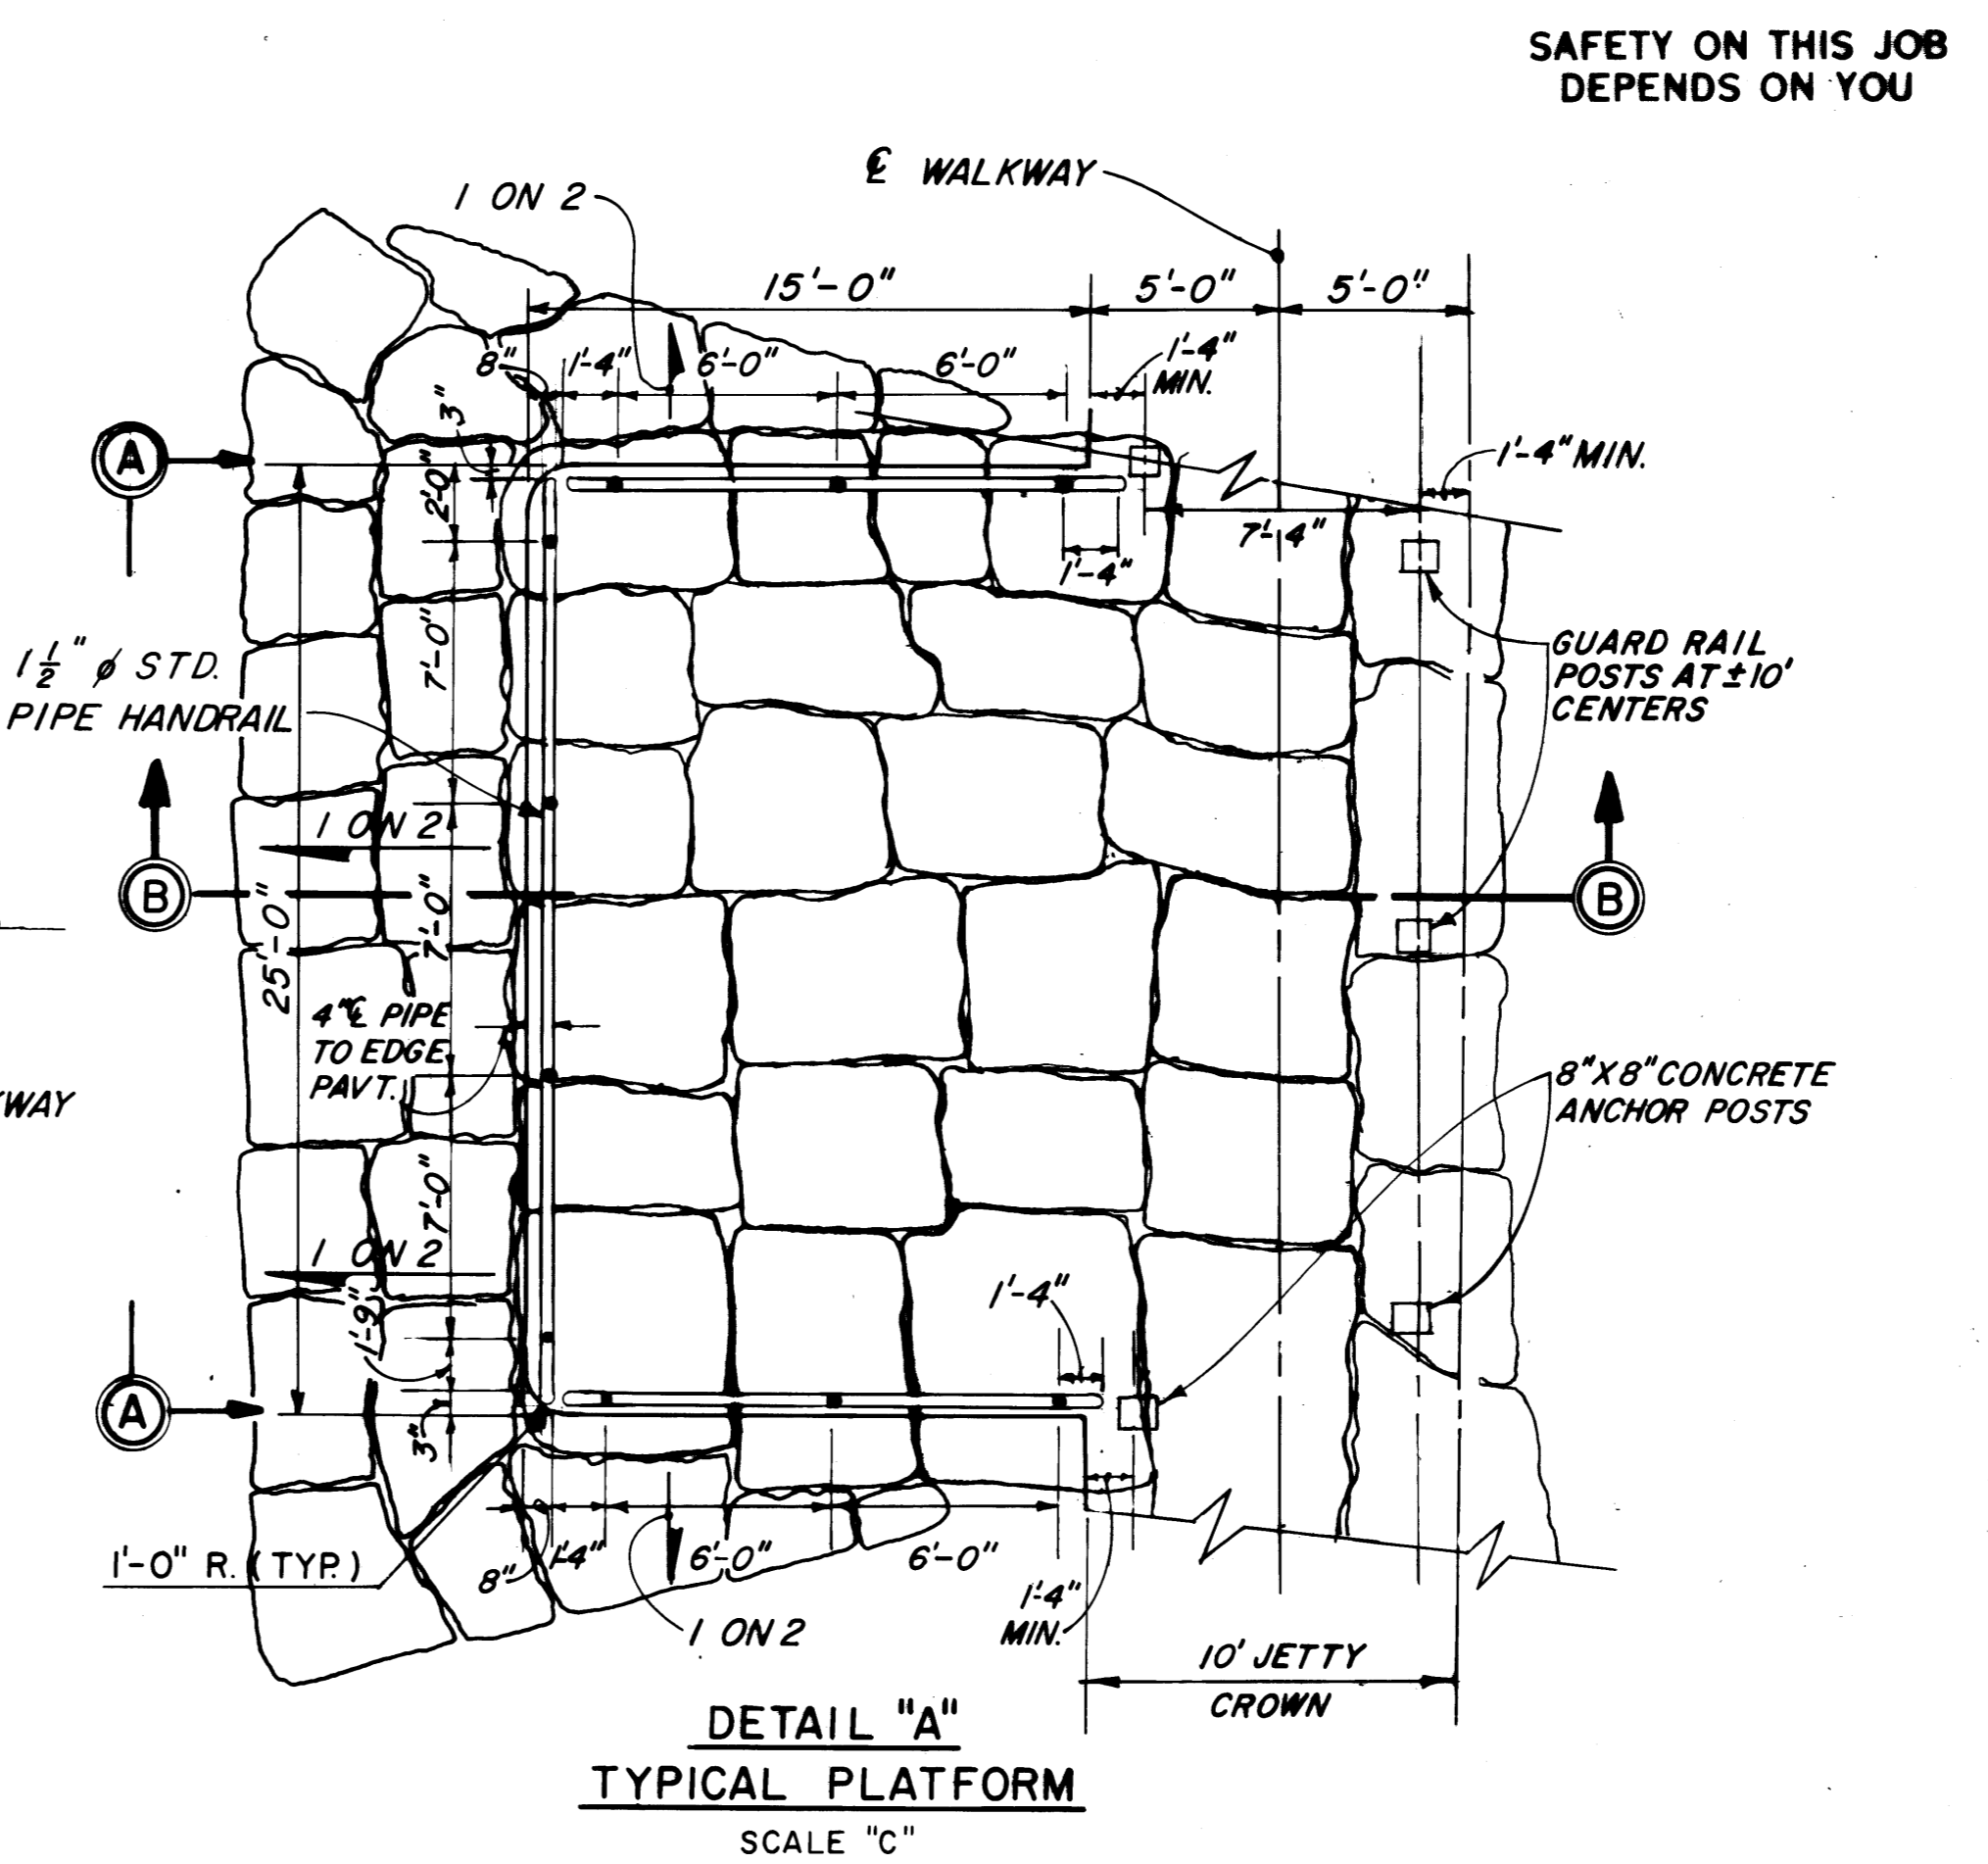 SAFETY ON THIS JOB
DEPENDS ON YOU
℄ WALKWAY
1 ON 2
15'-0"
5'-0"
5'-0"
8"
1'-4"
6'-0"
6'-0"
1'-4"
MIN.
3"
A
1'-4" MIN.
2'-0"
7'-4"
1'-4"
7'-0"
1 1/2" ø STD.
PIPE HANDRAIL
GUARD RAIL
POSTS AT ±10'
CENTERS
1 ON 2
B
B
25'-0"
7'-0"
4" ℄ PIPE
TO EDGE
PAVT.
8"X8" CONCRETE
ANCHOR POSTS
7'-0"
1 ON 2
1'-9"
1'-4"
A
3"
1'-0" R. (TYP.)
8"
1'4"
6'-0"
6'-0"
1'-4"
MIN.
1 ON 2
10' JETTY
CROWN
DETAIL "A"
TYPICAL PLATFORM
SCALE "C"